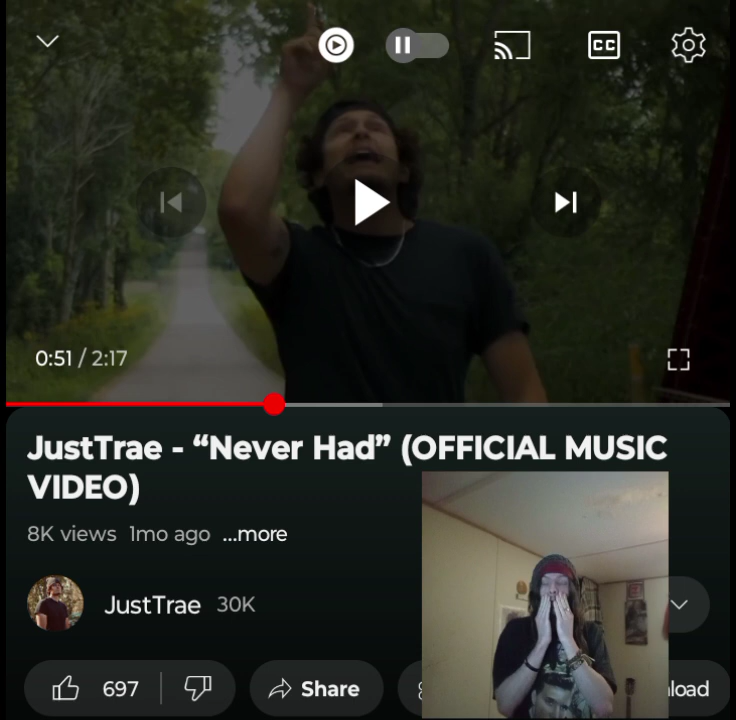 CC
0:51 / 2:17
JustTrae - “Never Had” (OFFICIAL MUSIC
VIDEO)
8K views 1mo ago ...more
JustTrae 30K
697 Share load